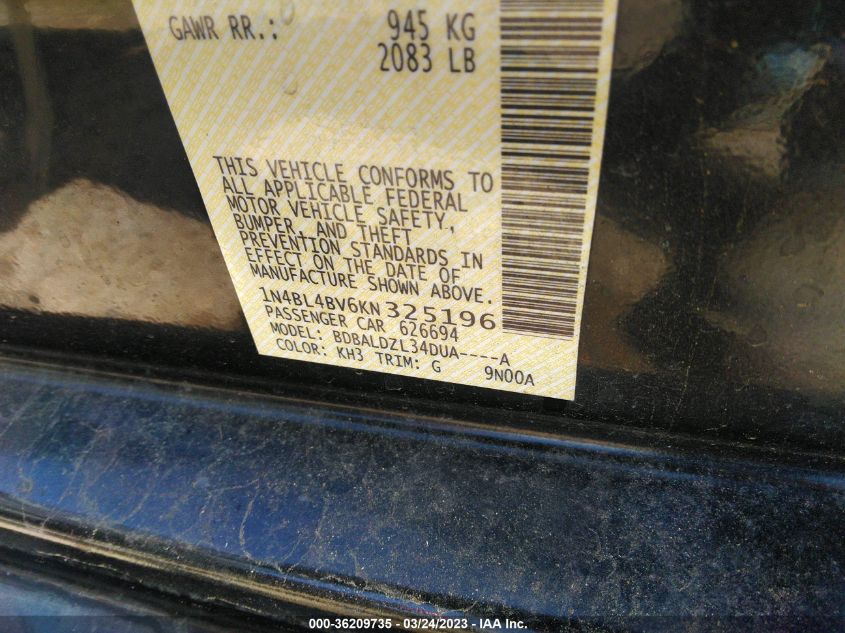 GAWR RR.: 945 KG
2083 LB
THIS VEHICLE CONFORMS TO
ALL APPLICABLE FEDERAL
MOTOR VEHICLE SAFETY,
BUMPER, AND THEFT
PREVENTION STANDARDS IN
EFFECT ON THE DATE OF
MANUFACTURE SHOWN ABOVE.
1N4BL4BV6KN325196
PASSENGER CAR 626694
MODEL: BDBALDZL34DUA----A
COLOR: KH3 TRIM: G 9N00A
000-36209735 - 03/24/2023 - ©IAA, Inc.